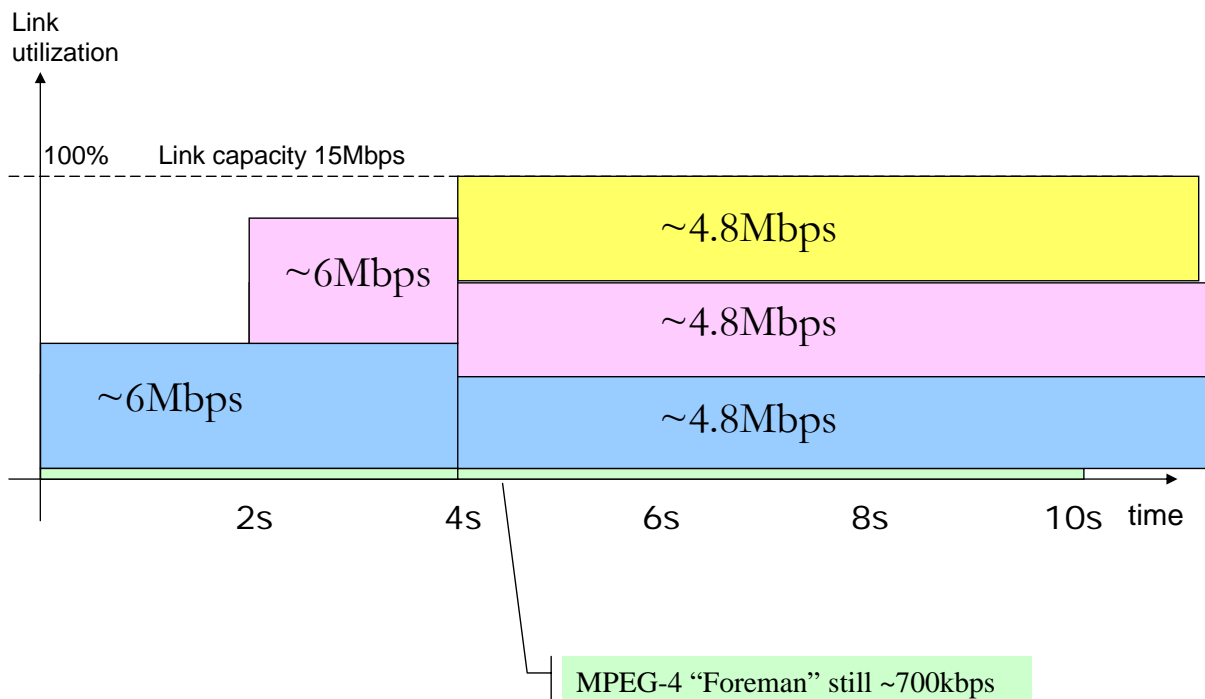 Link
utilization
100% Link capacity 15Mbps
~4.8Mbps
~6Mbps
~4.8Mbps
~6Mbps
~4.8Mbps
2s 4s 6s 8s 10s time
MPEG-4 “Foreman” still ~700kbps